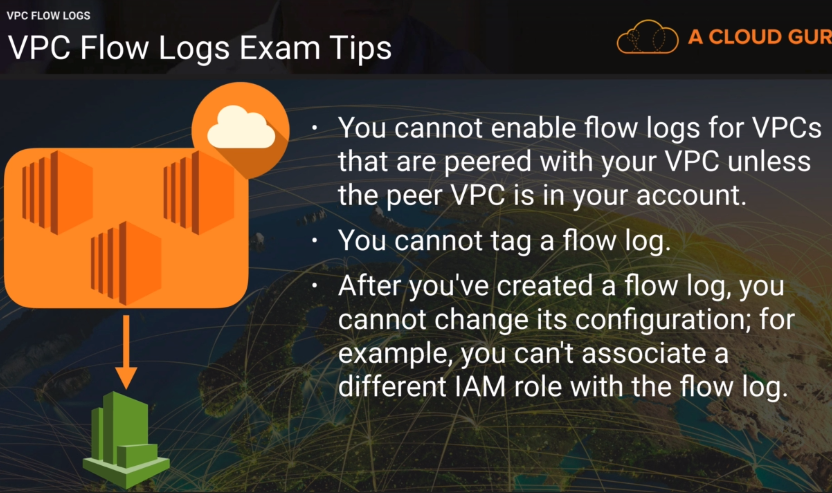 VPC FLOW LOGS
VPC Flow Logs Exam Tips
A CLOUD GUR
• You cannot enable flow logs for VPCs
that are peered with your VPC unless
the peer VPC is in your account.
• You cannot tag a flow log.
• After you've created a flow log, you
cannot change its configuration; for
example, you can't associate a
different IAM role with the flow log.